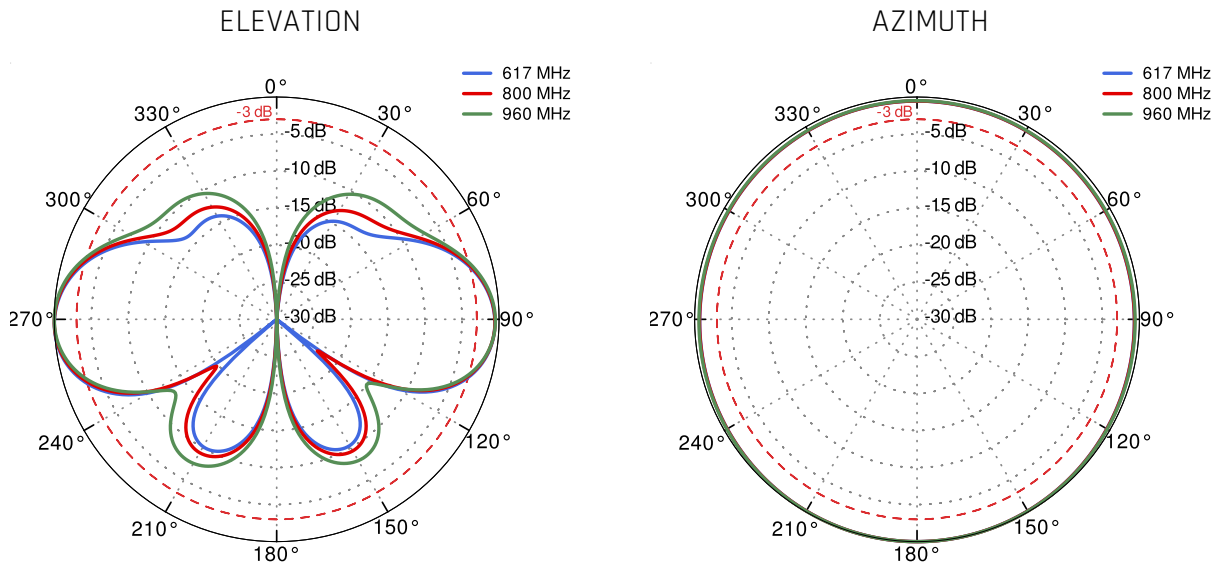 ELEVATION
617 MHz
800 MHz
960 MHz
0°
30°
60°
90°
120°
150°
180°
210°
240°
270°
300°
330°
-3 dB
-5 dB
-10 dB
-15 dB
-20 dB
-25 dB
-30 dB
AZIMUTH
617 MHz
800 MHz
960 MHz
0°
30°
60°
90°
120°
150°
180°
210°
240°
270°
300°
330°
-3 dB
-5 dB
-10 dB
-15 dB
-20 dB
-25 dB
-30 dB